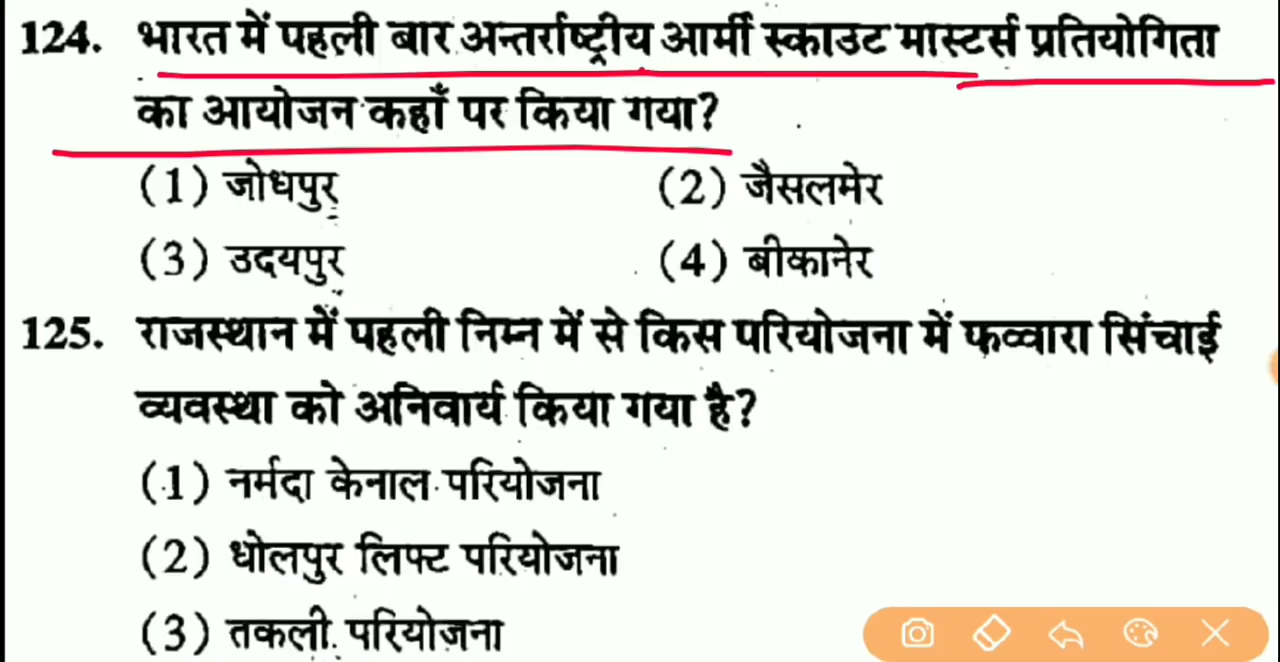 124. भारत में पहली बार अन्तर्राष्ट्रीय आर्मी स्काउट मास्टर्स प्रतियोगिता
का आयोजन कहाँ पर किया गया?
(1) जोधपुर (2) जैसलमेर
(3) उदयपुर (4) बीकानेर
125. राजस्थान में पहली निम्न में से किस परियोजना में फव्वारा सिंचाई
व्यवस्था को अनिवार्य किया गया है?
(1) नर्मदा केनाल परियोजना
(2) धोलपुर लिफ्ट परियोजना
(3) तकली परियोजना